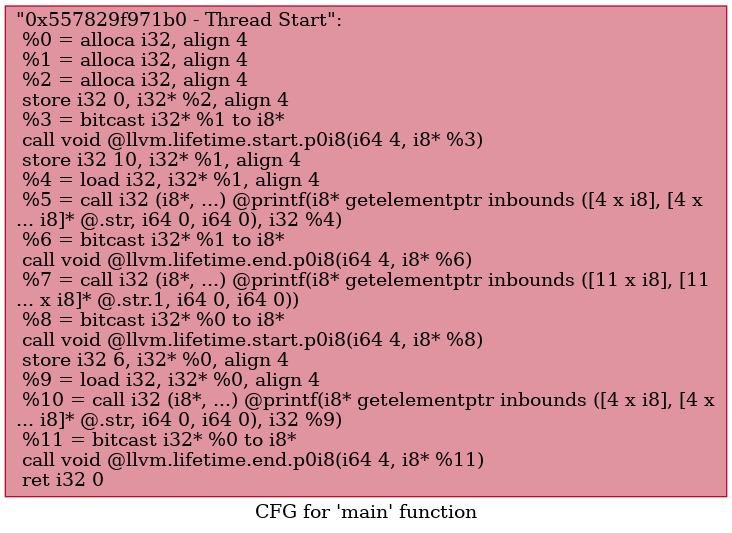 "0x557829f971b0 - Thread Start":
%0 = alloca i32, align 4
%1 = alloca i32, align 4
%2 = alloca i32, align 4
store i32 0, i32* %2, align 4
%3 = bitcast i32* %1 to i8*
call void @llvm.lifetime.start.p0i8(i64 4, i8* %3)
store i32 10, i32* %1, align 4
%4 = load i32, i32* %1, align 4
%5 = call i32 (i8*, ...) @printf(i8* getelementptr inbounds ([4 x i8], [4 x
... i8]* @.str, i64 0, i64 0), i32 %4)
%6 = bitcast i32* %1 to i8*
call void @llvm.lifetime.end.p0i8(i64 4, i8* %6)
%7 = call i32 (i8*, ...) @printf(i8* getelementptr inbounds ([11 x i8], [11
... x i8]* @.str.1, i64 0, i64 0))
%8 = bitcast i32* %0 to i8*
call void @llvm.lifetime.start.p0i8(i64 4, i8* %8)
store i32 6, i32* %0, align 4
%9 = load i32, i32* %0, align 4
%10 = call i32 (i8*, ...) @printf(i8* getelementptr inbounds ([4 x i8], [4 x
... i8]* @.str, i64 0, i64 0), i32 %9)
%11 = bitcast i32* %0 to i8*
call void @llvm.lifetime.end.p0i8(i64 4, i8* %11)
ret i32 0
CFG for 'main' function